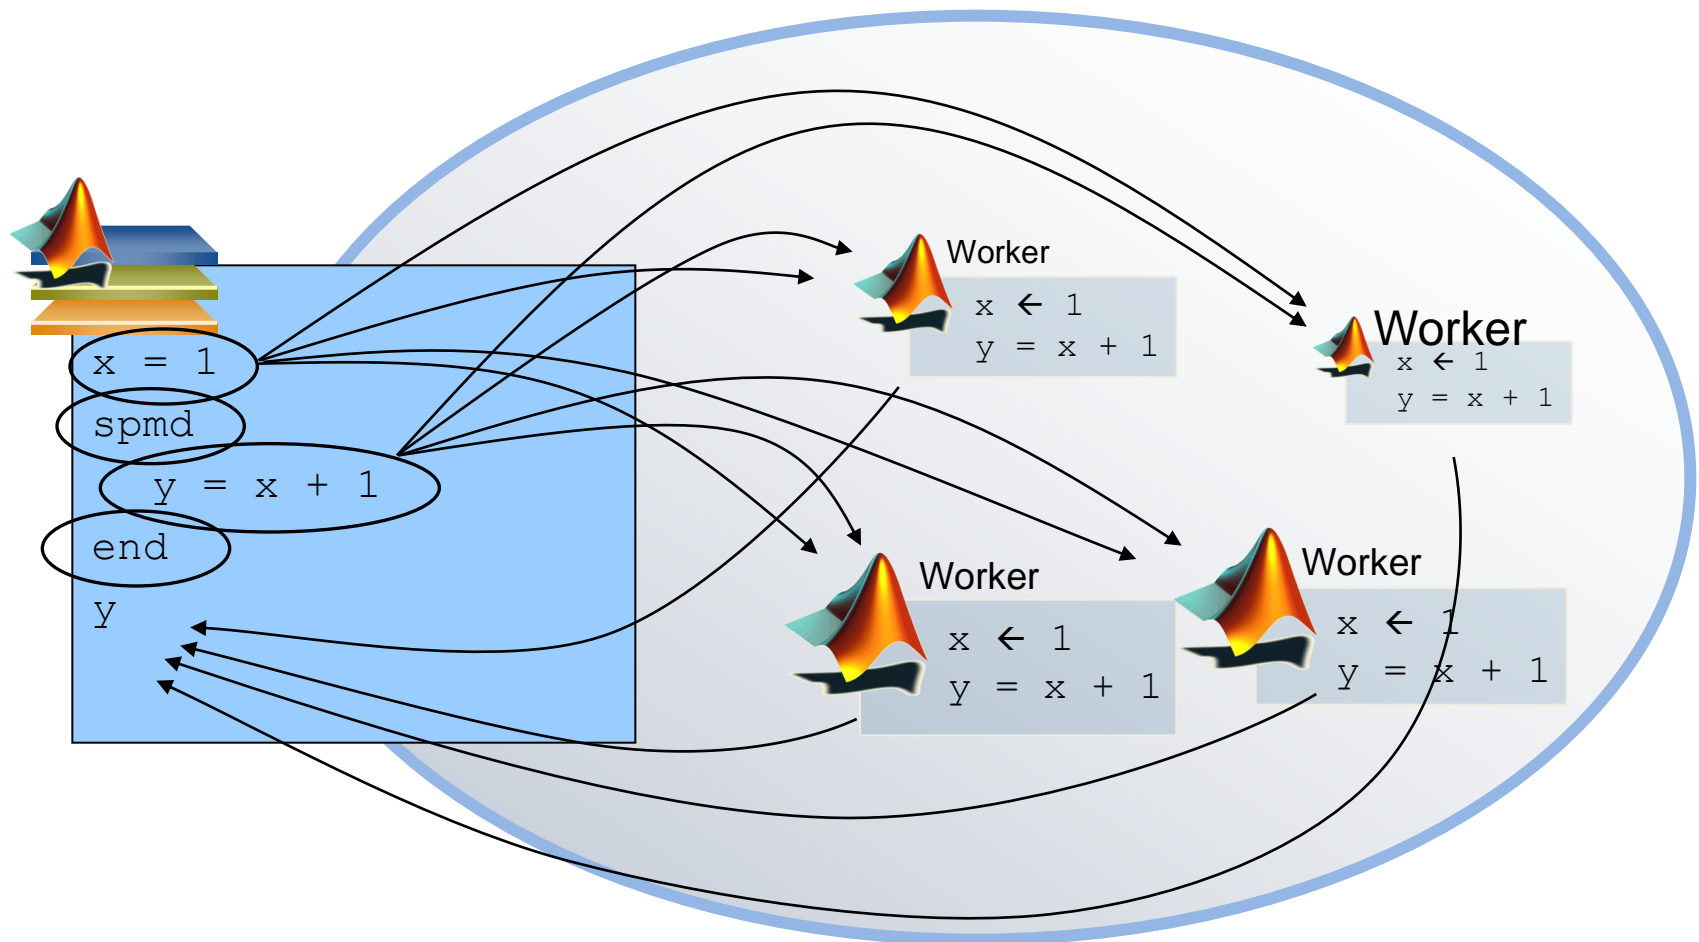 x = 1
spmd
y = x + 1
end
y
Worker
x ← 1
y = x + 1
Worker
x ← 1
y = x + 1
Worker
x ← 1
y = x + 1
Worker
x ← 1
y = x + 1